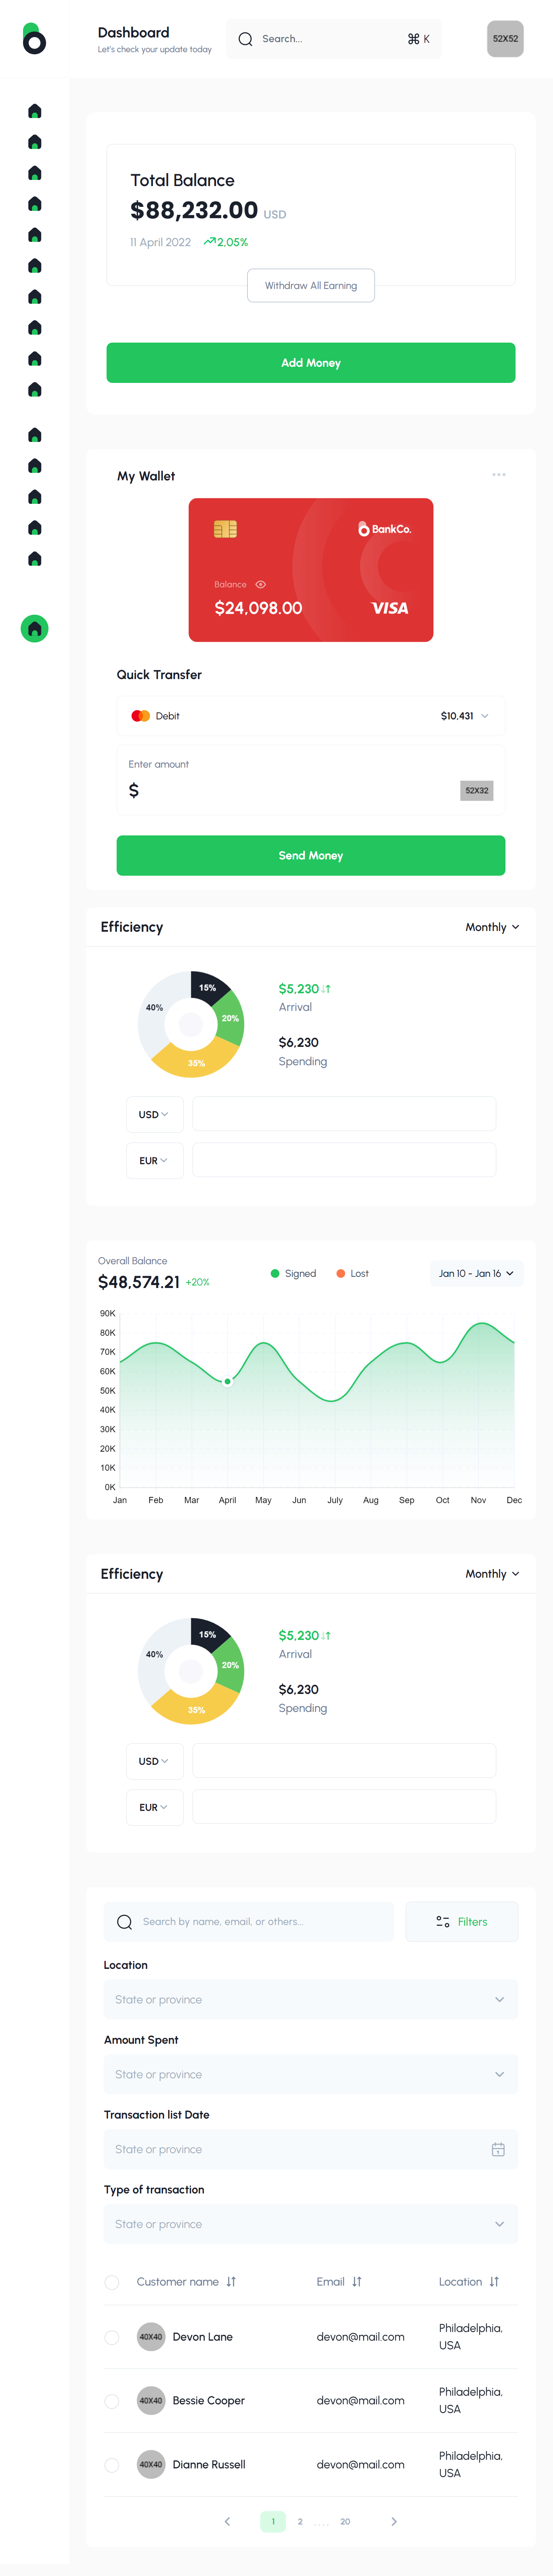 Dashboard
Let's check your update today
Search...
⌘ K
52X52
Total Balance
$88,232.00 USD
11 April 2022 2,05%
Withdraw All Earning
Add Money
My Wallet
BankCo.
Balance
$24,098.00
VISA
Quick Transfer
Debit $10,431
Enter amount
$
52X32
Send Money
Efficiency Monthly
15%
40%
20%
35%
$5,230
Arrival
$6,230
Spending
USD
EUR
Overall Balance
$48,574.21 +20%
Signed Lost
Jan 10 - Jan 16
90K
80K
70K
60K
50K
40K
30K
20K
10K
0K
Jan Feb Mar April May Jun July Aug Sep Oct Nov Dec
Efficiency Monthly
15%
40%
20%
35%
$5,230
Arrival
$6,230
Spending
USD
EUR
Search by name, email, or others...
Filters
Location
State or province
Amount Spent
State or province
Transaction list Date
State or province
Type of transaction
State or province
Customer name Email Location
40X40 Devon Lane devon@mail.com Philadelphia,
USA
40X40 Bessie Cooper devon@mail.com Philadelphia,
USA
40X40 Dianne Russell devon@mail.com Philadelphia,
USA
1 2 . . . . 20